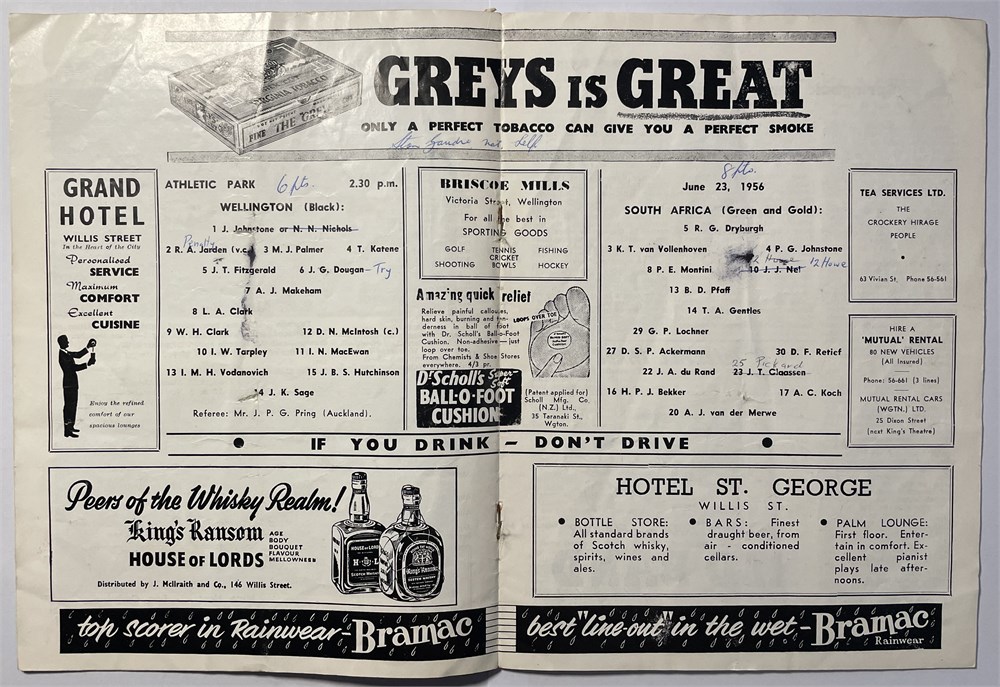 GREYS IS GREAT
ONLY A PERFECT TOBACCO CAN GIVE YOU A PERFECT SMOKE
VIRGINIA TOBACCO
FINE THE GREYS
GRAND
HOTEL
WILLIS STREET
In the Heart of the City
Personalised
SERVICE
Maximum
COMFORT
Excellent
CUISINE
Enjoy the refined
comfort of our
spacious lounges
ATHLETIC PARK 6 pts. 2.30 p.m.
WELLINGTON (Black):
1 J. Johnstone or N. N. Nichols
Penalty
2 R. A. Jarden (v.c.) 3 M. J. Palmer 4 T. Katene
5 J. T. Fitzgerald 6 J. G. Dougan - Try
7 A. J. Makeham
8 L. A. Clark
9 W. H. Clark 12 D. N. McIntosh (c.)
10 I. W. Tarpley 11 I. N. MacEwan
13 I. M. H. Vodanovich 15 J. B. S. Hutchinson
14 J. K. Sage
Referee: Mr. J. P. G. Pring (Auckland).
BRISCOE MILLS
Victoria Street, Wellington
For all the best in
SPORTING GOODS
GOLF TENNIS FISHING
CRICKET
SHOOTING BOWLS HOCKEY
Amazing quick relief
Relieve painful callouses,
hard skin, burning and ten-
derness in ball of foot
with Dr. Scholl's Ball-o-Foot
Cushion. Non-adhesive — just
loop over toe.
From Chemists & Shoe Stores
everywhere. 4/3 pr.
LOOPS OVER TOE
Dr Scholl's Super-Soft
BALL·O·FOOT
CUSHION
(Patent applied for)
Scholl Mfg. Co.
(N.Z.) Ltd.,
35 Taranaki St.,
Wgton.
8 pts.
June 23, 1956
SOUTH AFRICA (Green and Gold):
5 R. G. Dryburgh
3 K. T. van Vollenhoven 4 P. G. Johnstone
12 Howe 12 Howe
8 P. E. Montini 10 J. J. Nel
13 B. D. Pfaff
14 T. A. Gentles
29 G. P. Lochner
27 D. S. P. Ackermann 30 D. F. Retief
25 Pickard
22 J. A. du Rand 23 J. T. Claassen
16 H. P. J. Bekker 17 A. C. Koch
20 A. J. van der Merwe
TEA SERVICES LTD.
THE
CROCKERY HIRAGE
PEOPLE
63 Vivian St. Phone 56-561
HIRE A
'MUTUAL' RENTAL
80 NEW VEHICLES
(All Insured)
Phone: 56-661 (3 lines)
MUTUAL RENTAL CARS
(WGTN.) LTD.
25 Dixon Street
(next King's Theatre)
● IF YOU DRINK – DON'T DRIVE ●
Peers of the Whisky Realm!
King's Ransom
HOUSE OF LORDS
AGE
BODY
BOUQUET
FLAVOUR
MELLOWNESS
Distributed by J. McIlraith and Co., 146 Willis Street.
HOTEL ST. GEORGE
WILLIS ST.
● BOTTLE STORE:
All standard brands
of Scotch whisky,
spirits, wines and
ales.
● BARS: Finest
draught beer, from
air - conditioned
cellars.
● PALM LOUNGE:
First floor. Enter-
tain in comfort. Ex-
cellent pianist
plays late after-
noons.
top scorer in Rainwear - Bramac
best "line-out" in the wet - Bramac
Rainwear